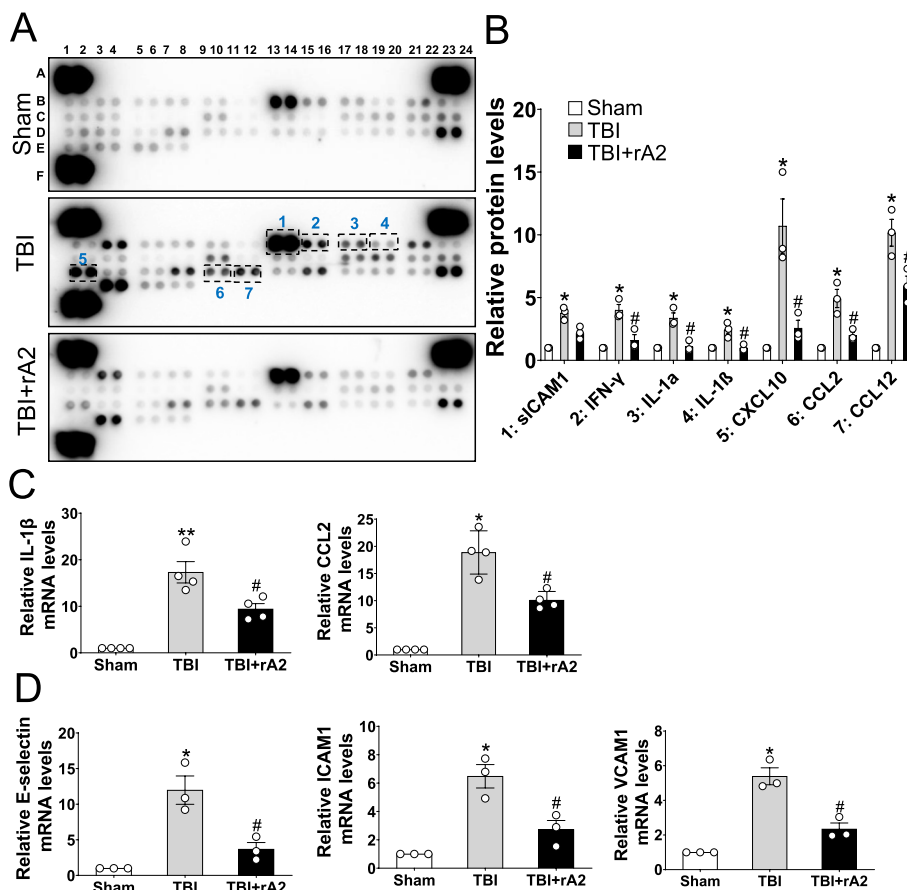 A
1 2 3 4 5 6 7 8 9 10 11 12 13 14 15 16 17 18 19 20 21 22 23 24
Sham
A
B
C
D
E
F
TBI
1 2 3 4
5
6 7
TBI+rA2
B
Sham
TBI
TBI+rA2
Relative protein levels
20
15
10
5
0
* * # * # * # * # * # * #
1: sICAM1
2: IFN-γ
3: IL-1a
4: IL-1ß
5: CXCL10
6: CCL2
7: CCL12
C
Relative IL-1β
mRNA levels
30
20
10
0
**
#
Sham TBI TBI+rA2
Relative CCL2
mRNA levels
25
20
15
10
5
0
*
#
Sham TBI TBI+rA2
D
Relative E-selectin
mRNA levels
20
15
10
5
0
*
#
Sham TBI TBI+rA2
Relative ICAM1
mRNA levels
8
6
4
2
0
*
#
Sham TBI TBI+rA2
Relative VCAM1
mRNA levels
8
6
4
2
0
*
#
Sham TBI TBI+rA2